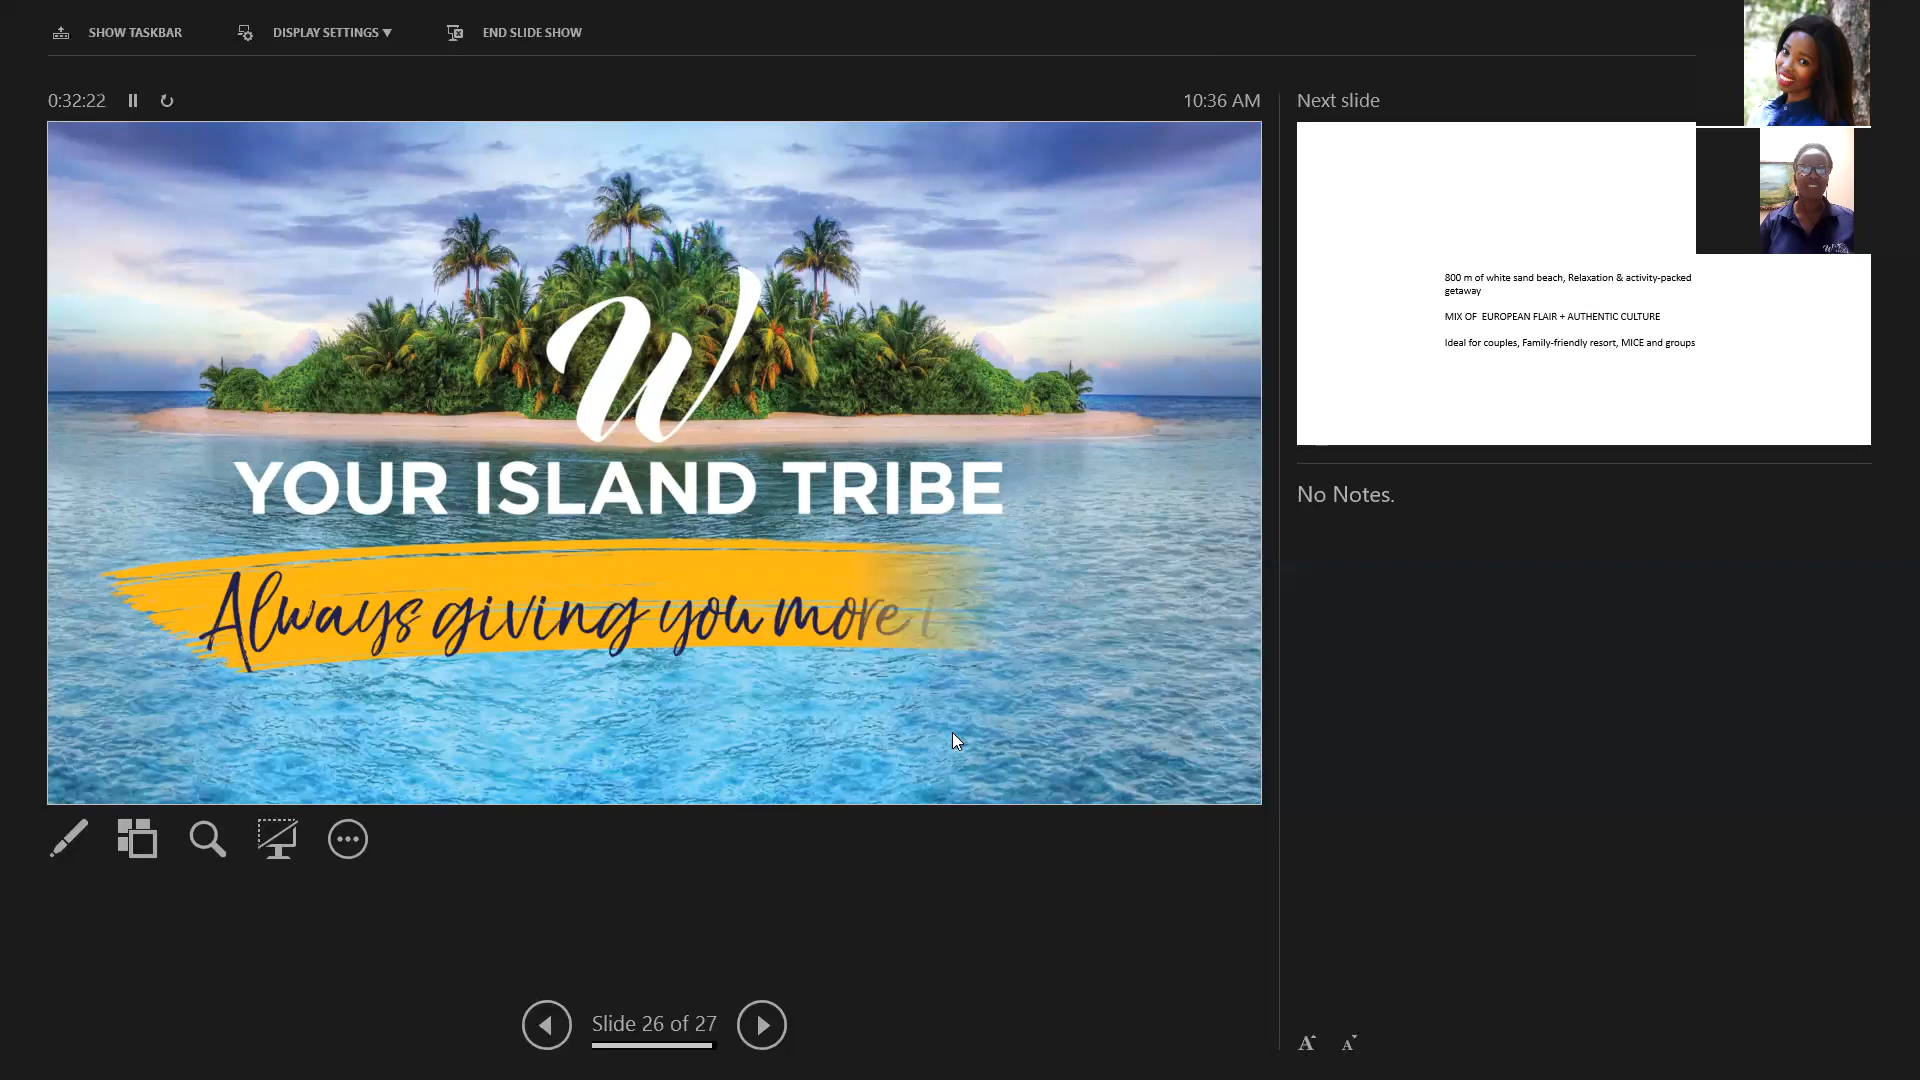 SHOW TASKBAR
DISPLAY SETTINGS ▼
END SLIDE SHOW
0:32:22
10:36 AM
Next slide
W
YOUR ISLAND TRIBE
Always giving you more
800 m of white sand beach, Relaxation & activity-packed
getaway
MIX OF EUROPEAN FLAIR + AUTHENTIC CULTURE
Ideal for couples, Family-friendly resort, MICE and groups
No Notes.
Slide 26 of 27
A A